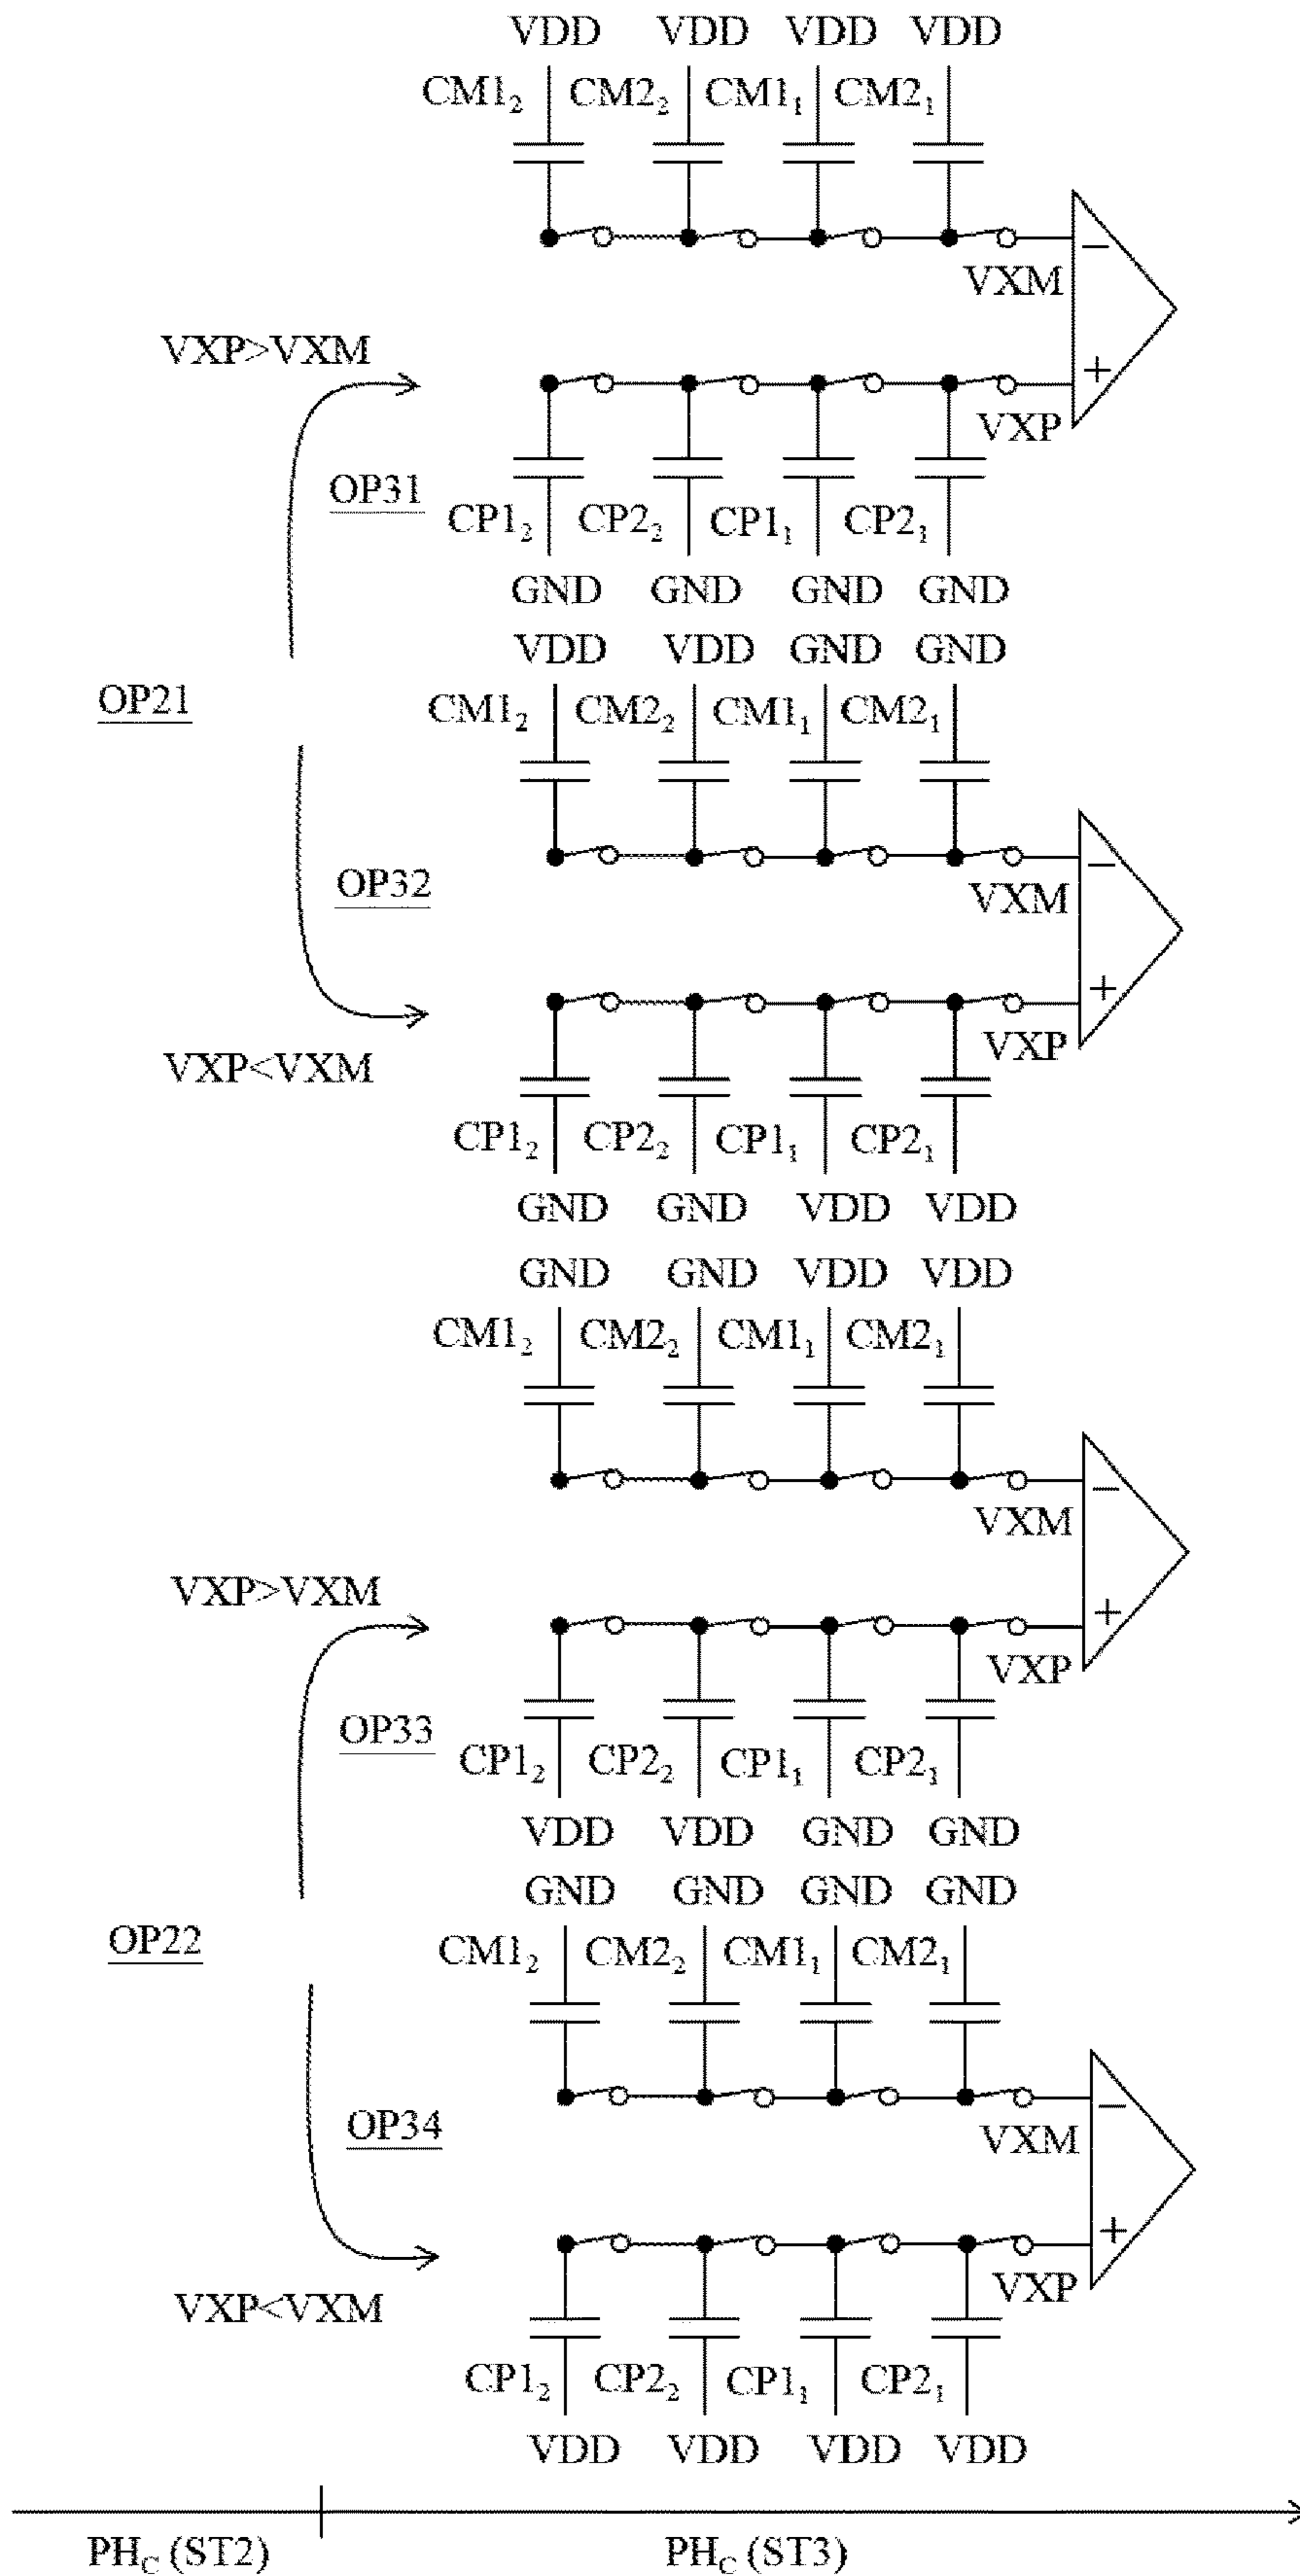 VDD VDD VDD VDD
CM1₂ CM2₂ CM1₁ CM2₁
−
VXM
VXP>VXM
+
VXP
OP31
CP1₂ CP2₂ CP1₁ CP2₁
GND GND GND GND
VDD VDD GND GND
OP21
CM1₂ CM2₂ CM1₁ CM2₁
−
OP32
VXM
+
VXP
VXP<VXM
CP1₂ CP2₂ CP1₁ CP2₁
GND GND VDD VDD
GND GND VDD VDD
CM1₂ CM2₂ CM1₁ CM2₁
−
VXM
VXP>VXM
+
VXP
OP33
CP1₂ CP2₂ CP1₁ CP2₁
VDD VDD GND GND
GND GND GND GND
OP22
CM1₂ CM2₂ CM1₁ CM2₁
−
OP34
VXM
+
VXP
VXP<VXM
CP1₂ CP2₂ CP1₁ CP2₁
VDD VDD VDD VDD
PH_C (ST2) PH_C (ST3)